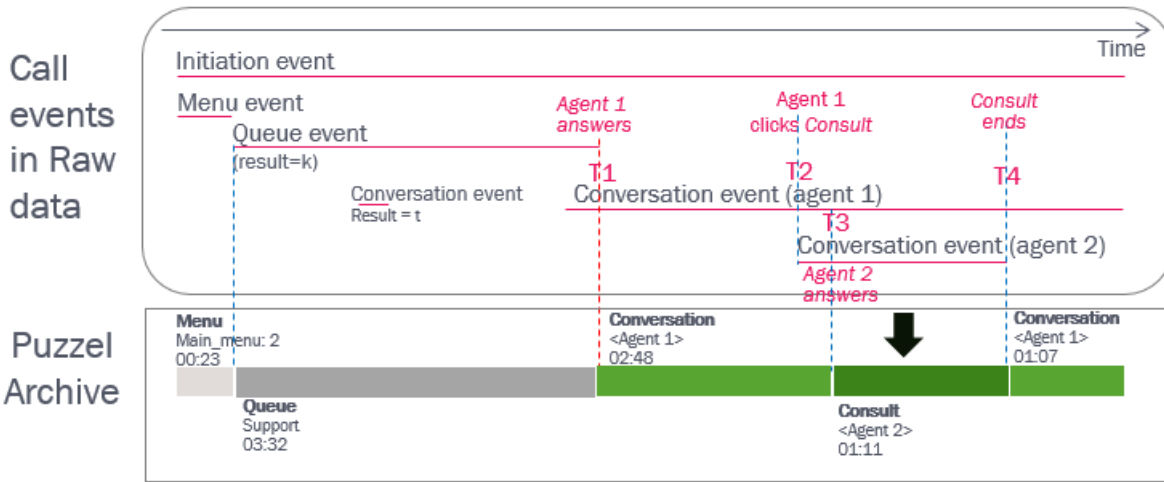 Call
events
in Raw
data
Time
Initiation event
Menu event
Queue event
(result=k)
Agent 1
answers
Agent 1
clicks Consult
Consult
ends
T1
T2
T4
Conversation event
Result = t
Conversation event (agent 1)
T3
Conversation event (agent 2)
Agent 2
answers
Puzzel
Archive
Menu
Main_menu: 2
00:23
Queue
Support
03:32
Conversation
<Agent 1>
02:48
Consult
<Agent 2>
01:11
Conversation
<Agent 1>
01:07